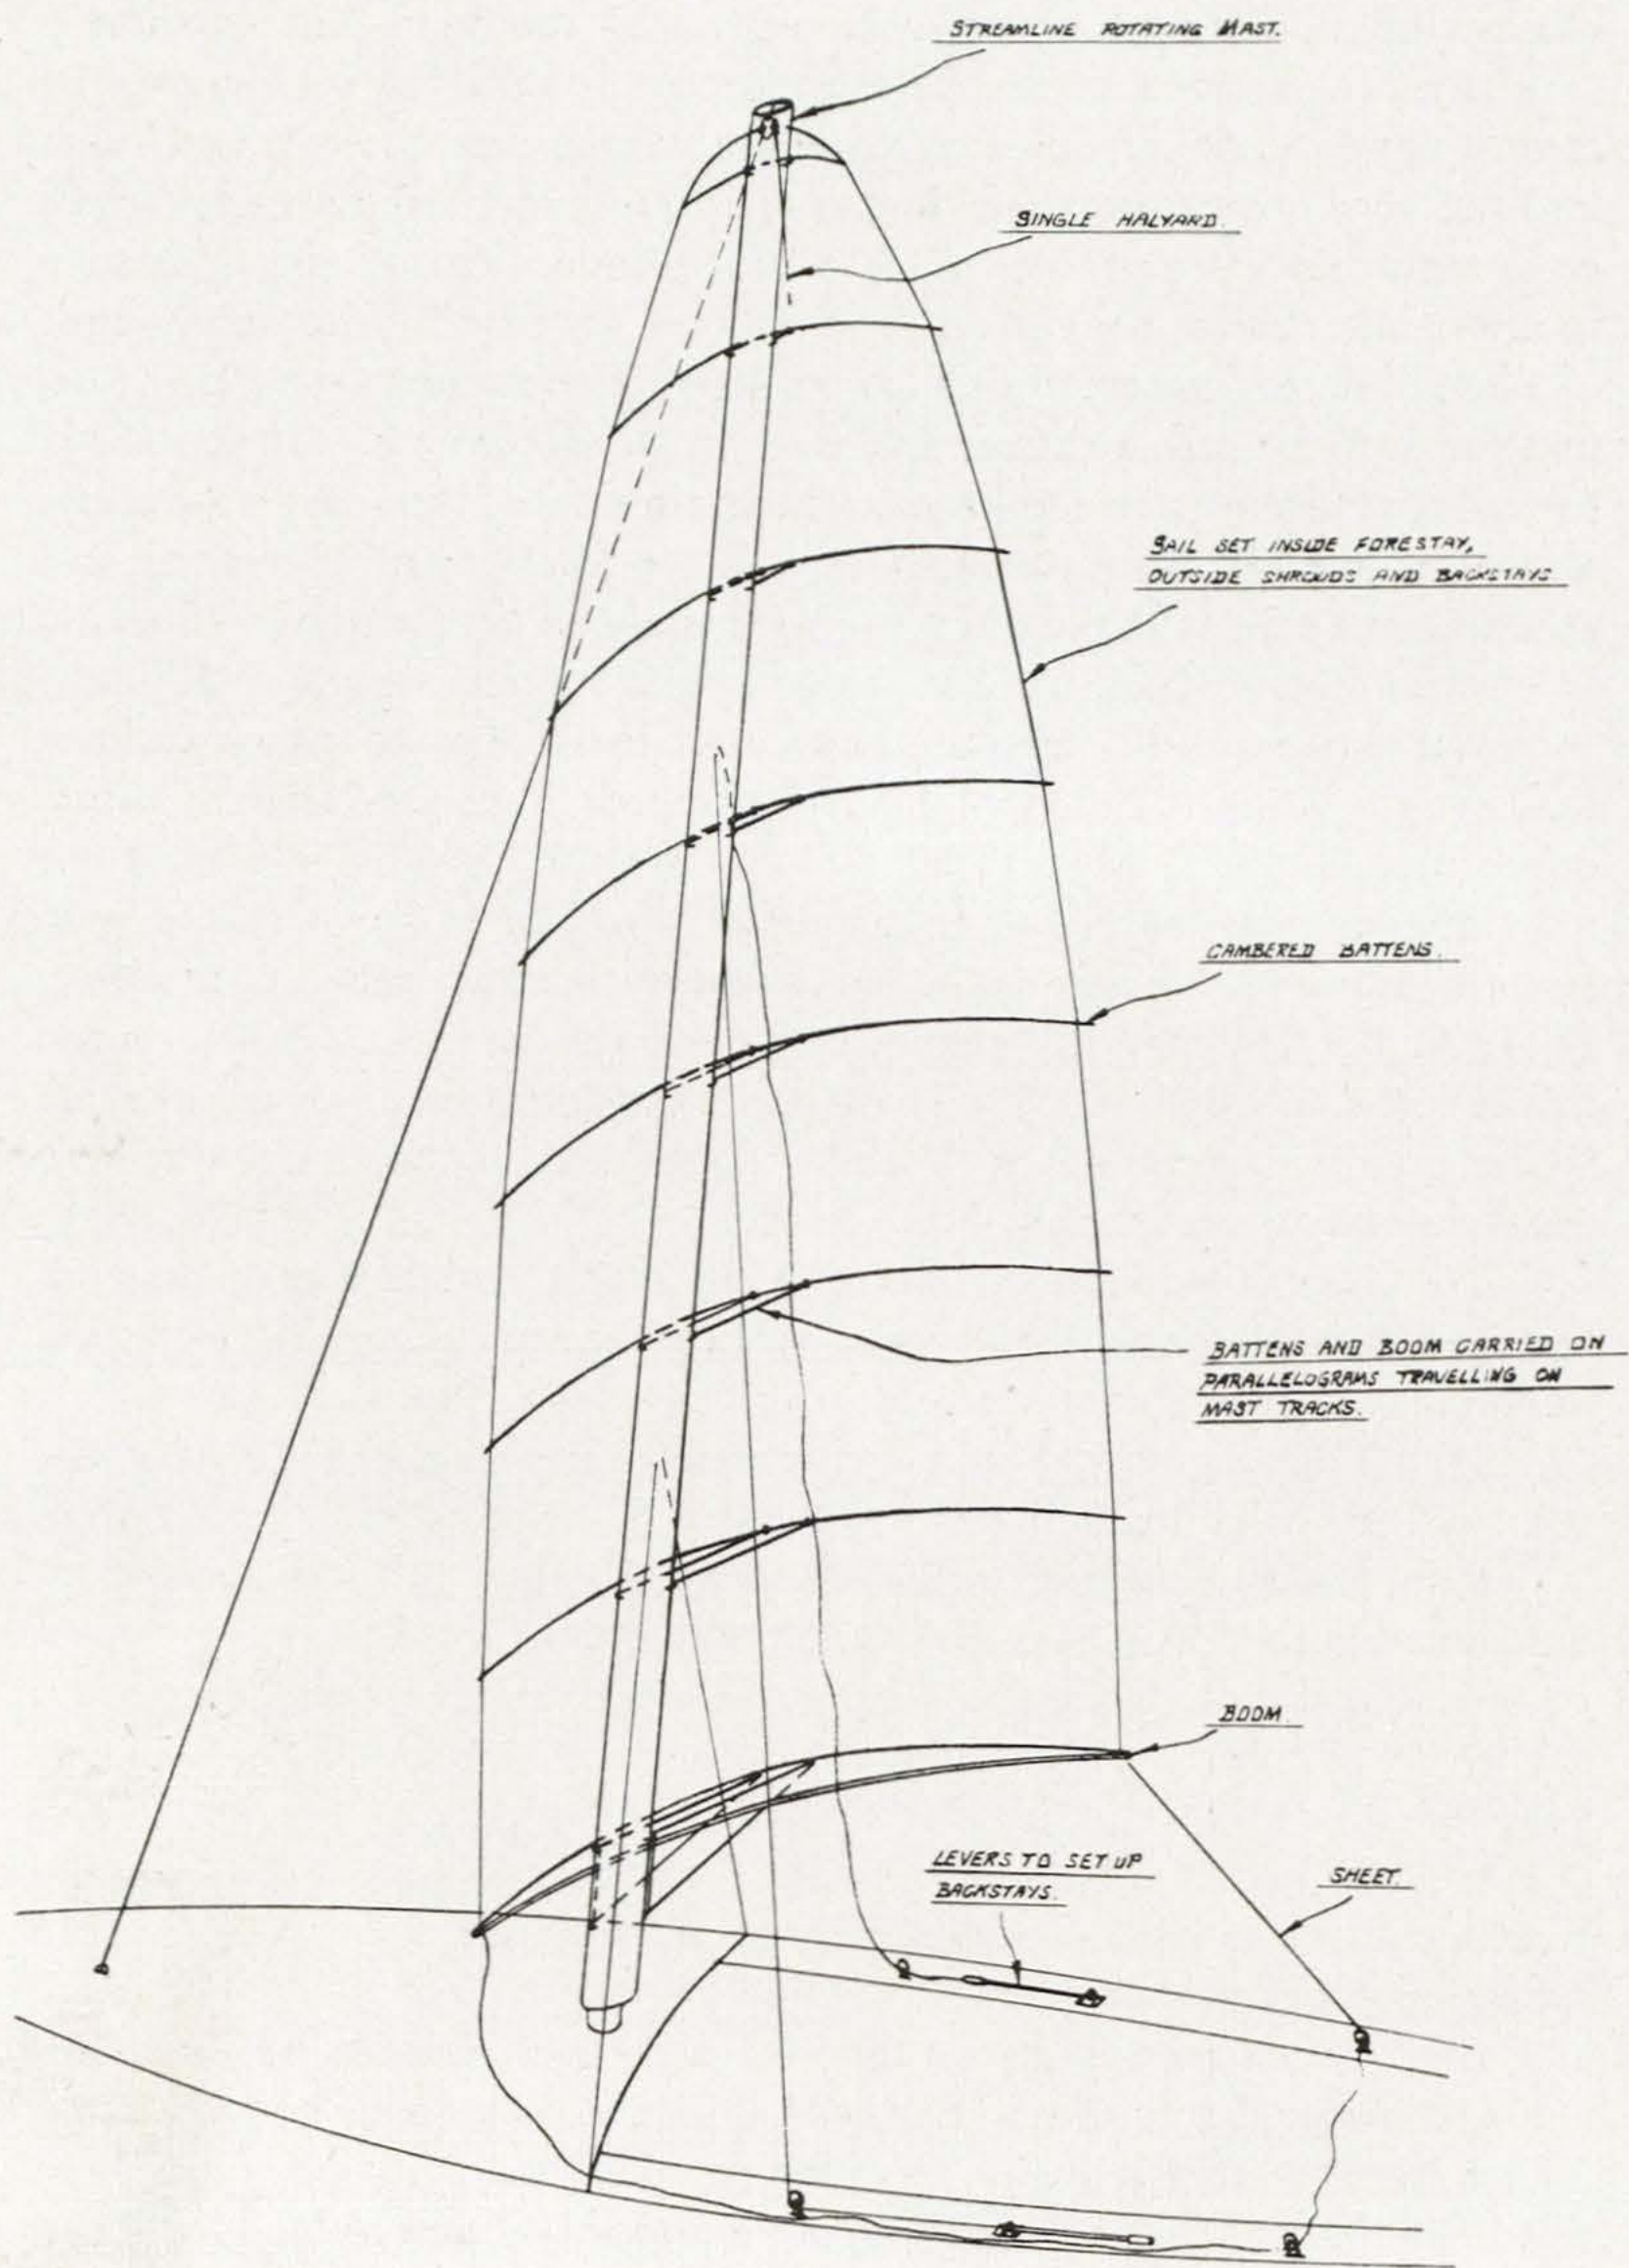 STREAMLINE ROTATING MAST.
SINGLE HALYARD.
SAIL SET INSIDE FORESTAY,
OUTSIDE SHROUDS AND BACKSTAYS
CAMBERED BATTENS.
BATTENS AND BOOM CARRIED ON
PARALLELOGRAMS TRAVELLING ON
MAST TRACKS.
BOOM.
LEVERS TO SET UP
BACKSTAYS.
SHEET.